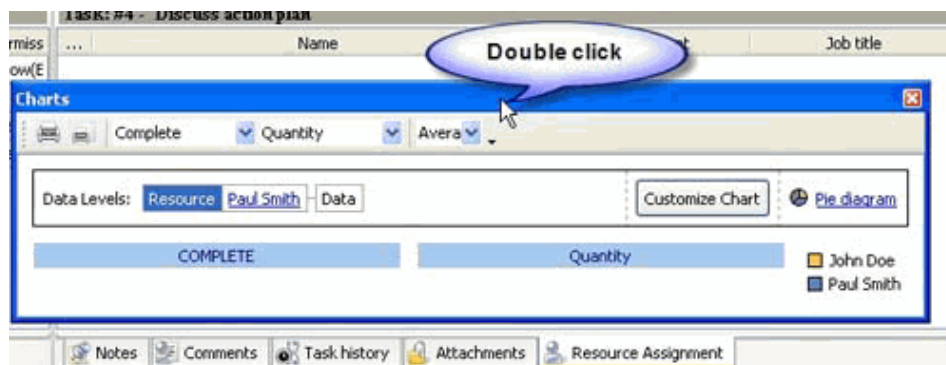 Task: #4 - Discuss action plan
rmiss ... Name Job title
Double click
ow(E
Charts
Complete Quantity Avera
Data Levels: Resource Paul Smith Data Customize Chart Pie diagram
COMPLETE Quantity
John Doe
Paul Smith
Notes Comments Task history Attachments Resource Assignment